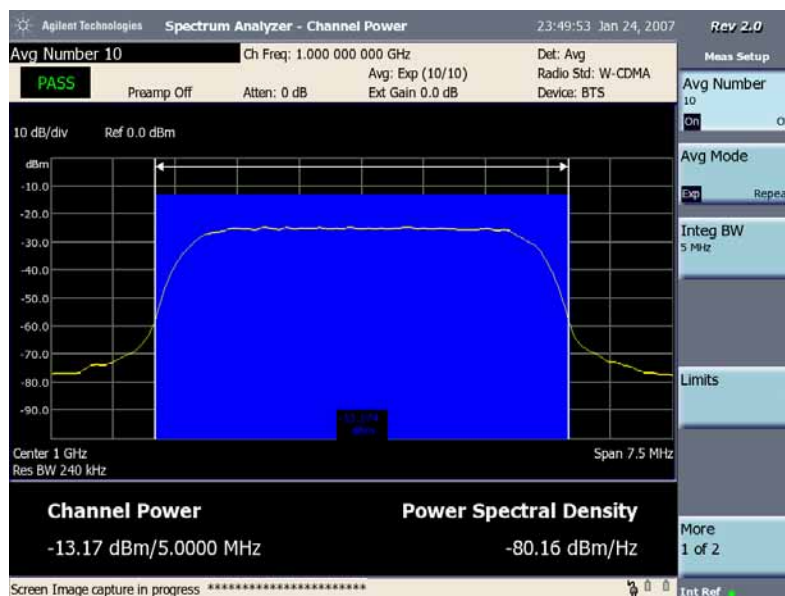 Agilent Technologies Spectrum Analyzer - Channel Power 23:49:53 Jan 24, 2007 Rev 2.0
Avg Number 10 Ch Freq: 1.000 000 000 GHz Det: Avg
PASS Avg: Exp (10/10) Radio Std: W-CDMA
Preamp Off Atten: 0 dB Ext Gain 0.0 dB Device: BTS
10 dB/div Ref 0.0 dBm
dBm
-10.0
-20.0
-30.0
-40.0
-50.0
-60.0
-70.0
-80.0
-90.0
dBm
Center 1 GHz Span 7.5 MHz
Res BW 240 kHz
Channel Power Power Spectral Density
-13.17 dBm/5.0000 MHz -80.16 dBm/Hz
Screen Image capture in progress ***********************
Meas Setup
Avg Number
10
On O
Avg Mode
Exp Repea
Integ BW
5 MHz
Limits
More
1 of 2
Int Ref